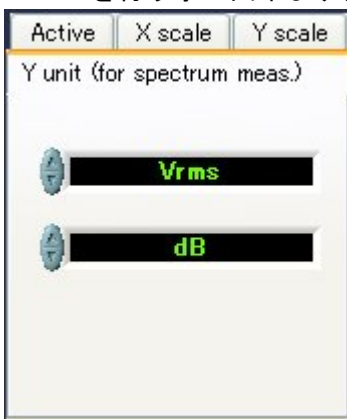 Active X scale Y scale
Y unit (for spectrum meas.)
Vrms
dB